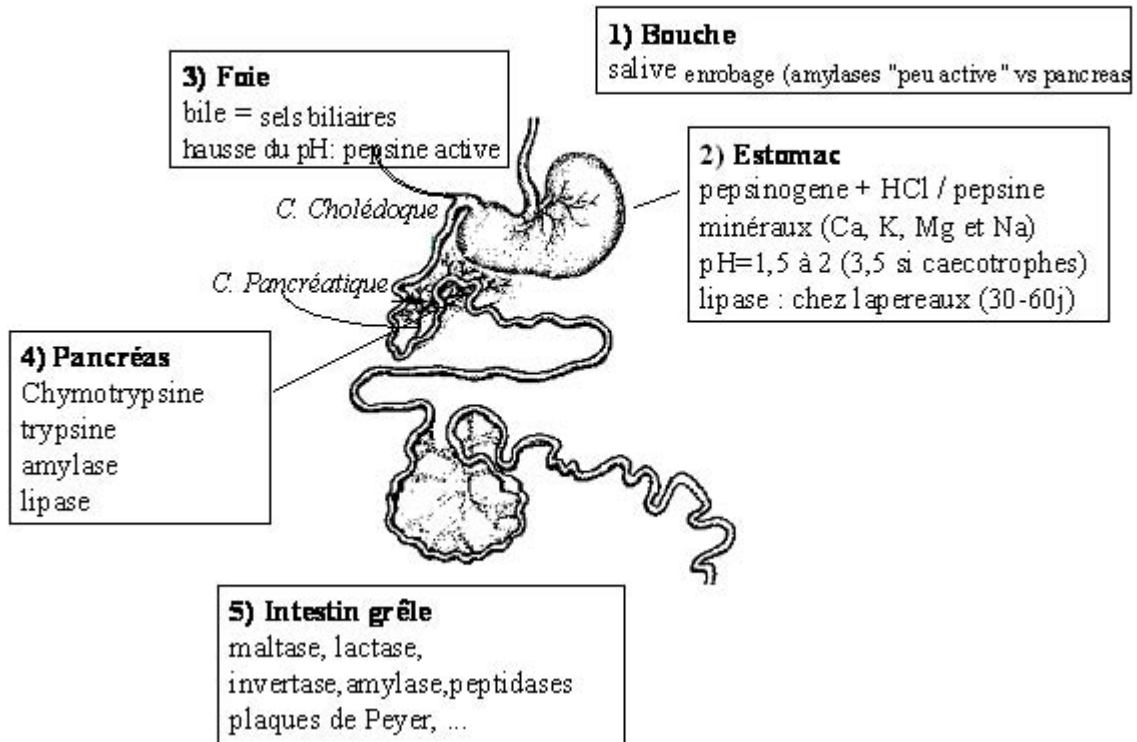 1) Bouche
salive enrobage (amylases "peu active" vs pancreas
3) Foie
bile = sels biliaires
hausse du pH: pepsine active
2) Estomac
pepsinogene + HCl / pepsine
minéraux (Ca, K, Mg et Na)
pH=1,5 à 2 (3,5 si caecotrophes)
lipase : chez lapereaux (30-60j)
C. Cholédoque
C. Pancréatique
4) Pancréas
Chymotrypsine
trypsine
amylase
lipase
5) Intestin grêle
maltase, lactase,
invertase,amylase,peptidases
plaques de Peyer, ...